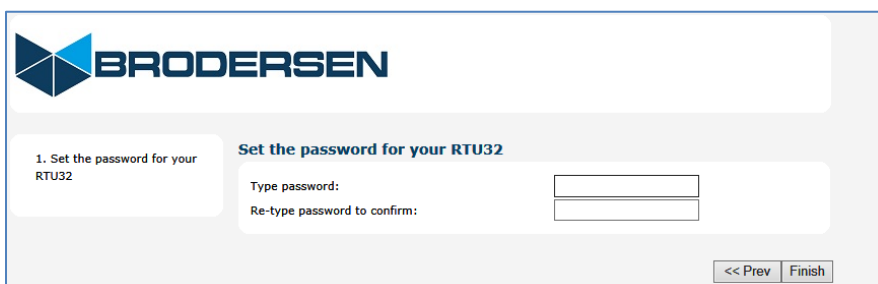 BRODERSEN
1. Set the password for your
RTU32
Set the password for your RTU32
Type password:
Re-type password to confirm:
<< Prev
Finish